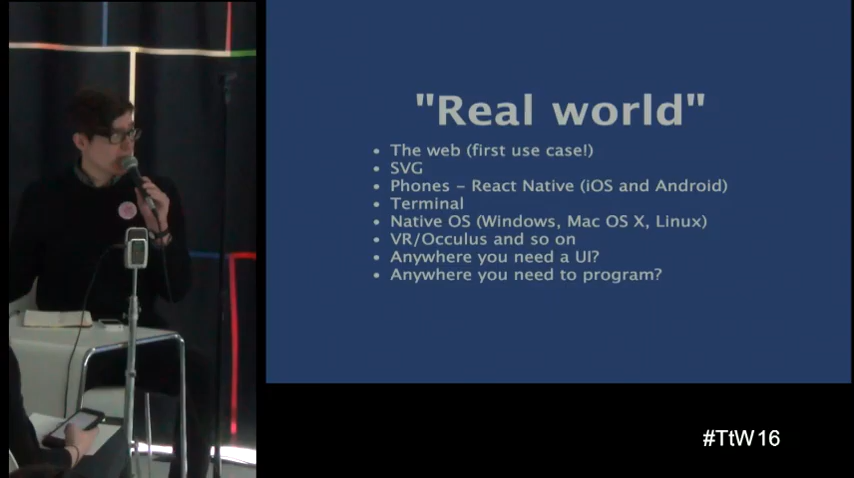 "Real world"
• The web (first use case!)
• SVG
• Phones – React Native (iOS and Android)
• Terminal
• Native OS (Windows, Mac OS X, Linux)
• VR/Occulus and so on
• Anywhere you need a UI?
• Anywhere you need to program?
#TtW16